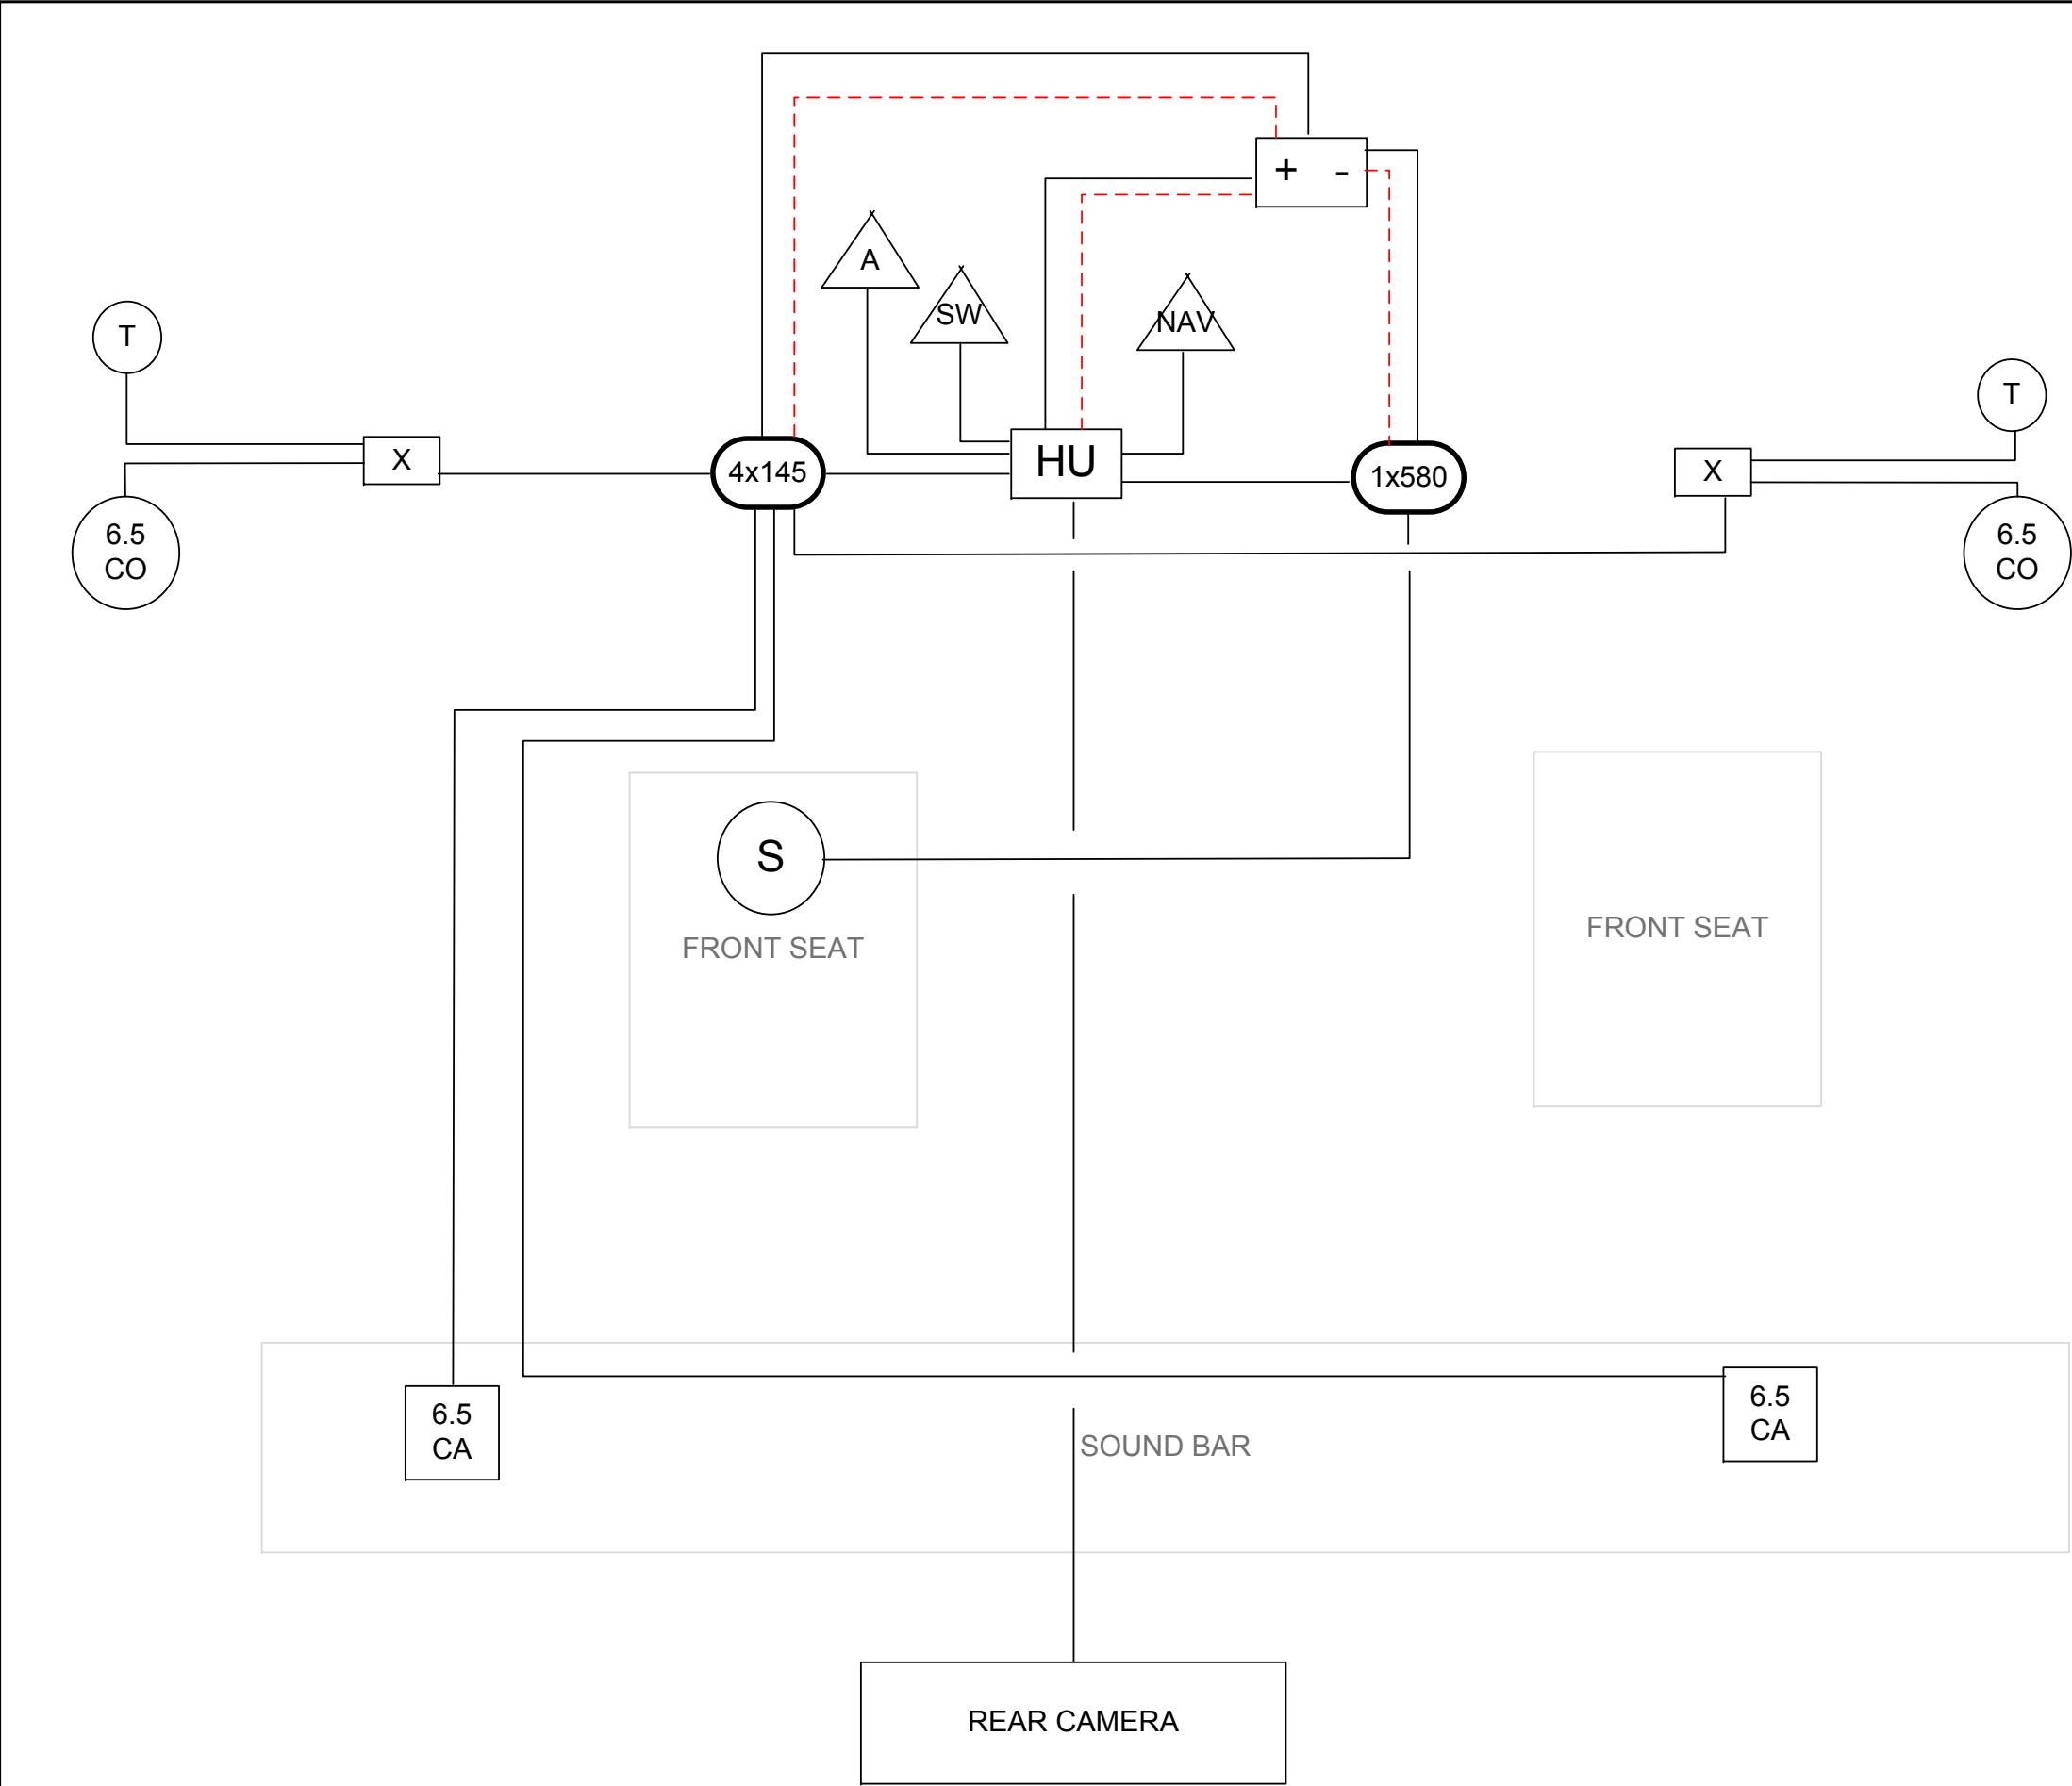 + -
A
SW
NAV
T
T
X
4x145
HU
1x580
X
6.5
CO
6.5
CO
S
FRONT SEAT
FRONT SEAT
6.5
CA
6.5
CA
SOUND BAR
REAR CAMERA